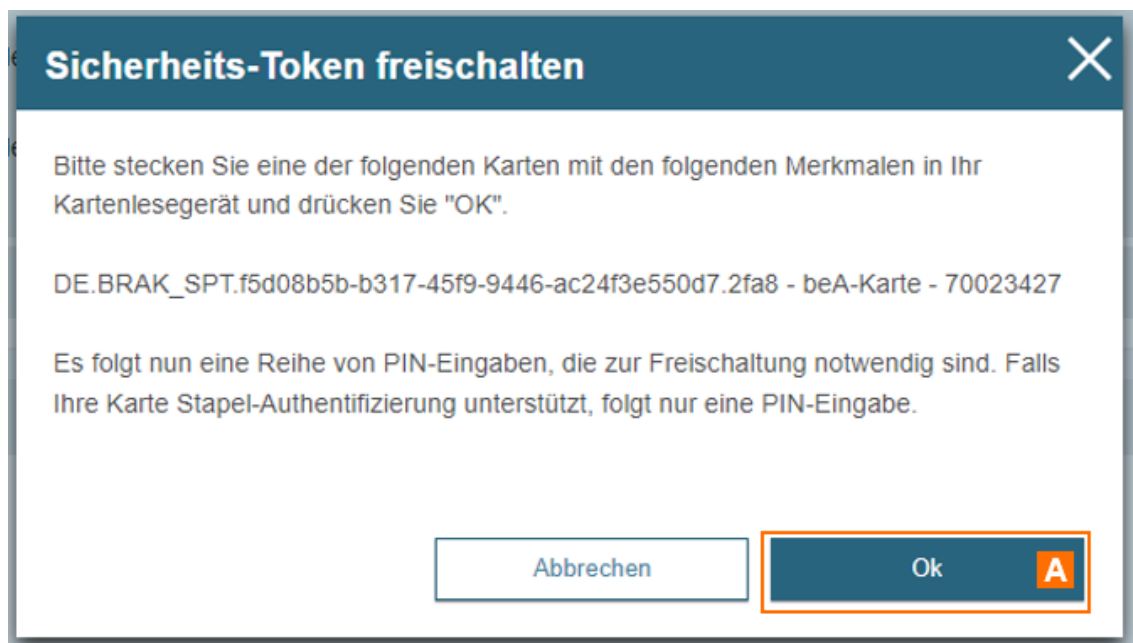 Sicherheits-Token freischalten
Bitte stecken Sie eine der folgenden Karten mit den folgenden Merkmalen in Ihr
Kartenlesegerät und drücken Sie "OK".
DE.BRAK_SPT.f5d08b5b-b317-45f9-9446-ac24f3e550d7.2fa8 - beA-Karte - 70023427
Es folgt nun eine Reihe von PIN-Eingaben, die zur Freischaltung notwendig sind. Falls
Ihre Karte Stapel-Authentifizierung unterstützt, folgt nur eine PIN-Eingabe.
Abbrechen
Ok A